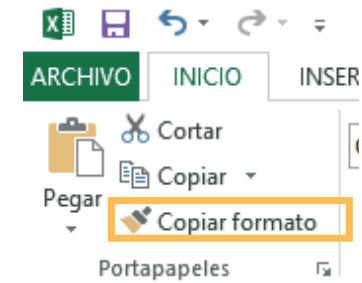 ARCHIVO INICIO INSER
Cortar
Copiar
Pegar
Copiar formato
Portapapeles